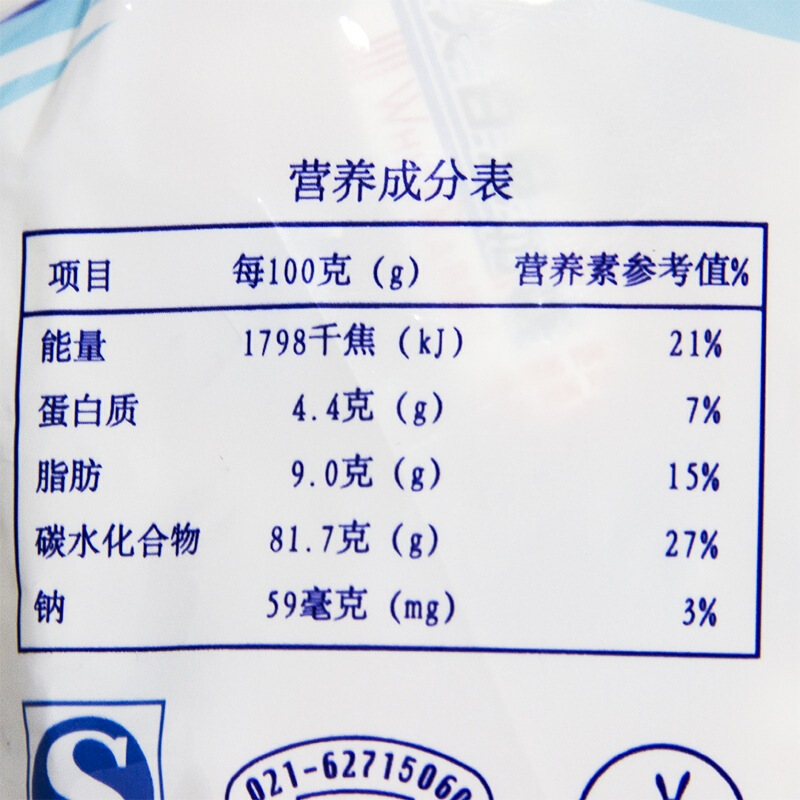 营养成分表
项目 每100克 (g) 营养素参考值%
能量 1798千焦 (kJ) 21%
蛋白质 4.4克 (g) 7%
脂肪 9.0克 (g) 15%
碳水化合物 81.7克 (g) 27%
钠 59毫克 (mg) 3%
021-62715060